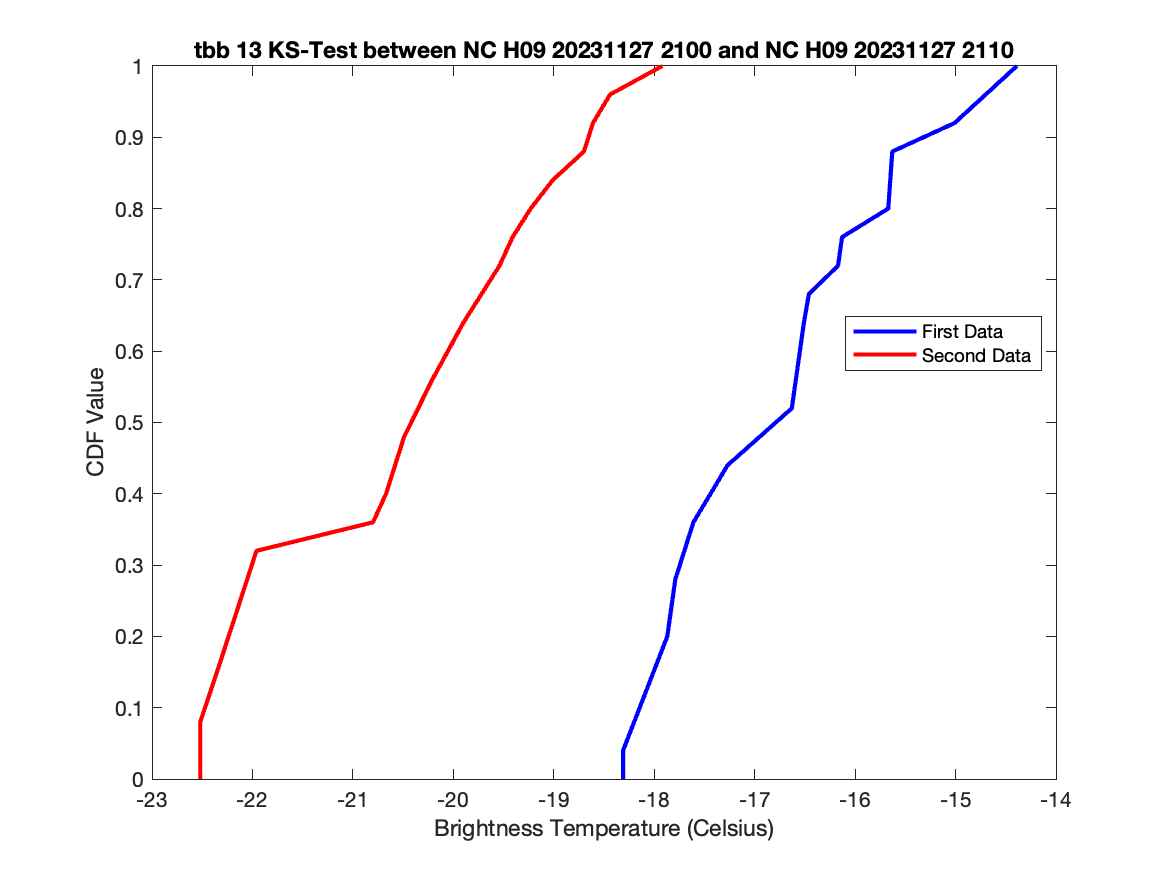 tbb 13 KS-Test between NC H09 20231127 2100 and NC H09 20231127 2110
1
0.9
0.8
0.7
0.6
0.5
0.4
0.3
0.2
0.1
0
CDF Value
First Data
Second Data
-23 -22 -21 -20 -19 -18 -17 -16 -15 -14
Brightness Temperature (Celsius)